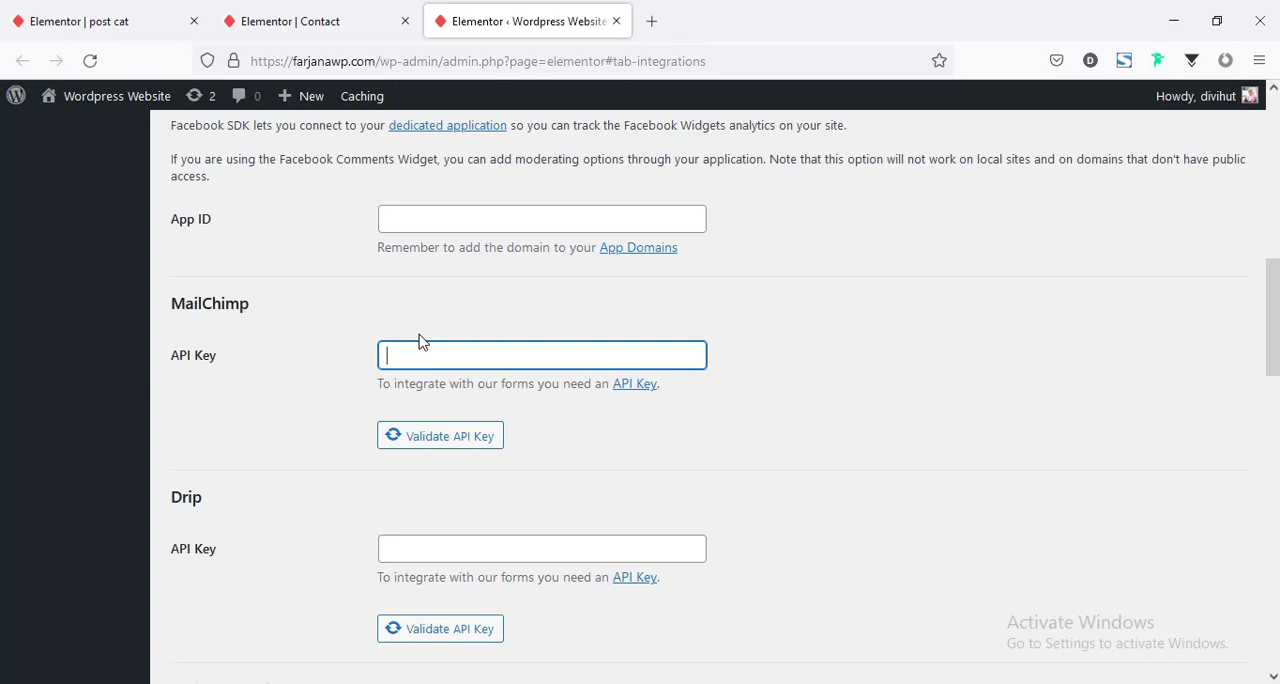 Elementor | post cat
Elementor | Contact
Elementor ‹ Wordpress Website
https://farjanawp.com/wp-admin/admin.php?page=elementor#tab-integrations
Wordpress Website 2 0 New Caching Howdy, divihut
Facebook SDK lets you connect to your dedicated application so you can track the Facebook Widgets analytics on your site.
If you are using the Facebook Comments Widget, you can add moderating options through your application. Note that this option will not work on local sites and on domains that don't have public
access.
App ID
Remember to add the domain to your App Domains
MailChimp
API Key
To integrate with our forms you need an API Key.
Validate API Key
Drip
API Key
To integrate with our forms you need an API Key.
Validate API Key
Activate Windows
Go to Settings to activate Windows.